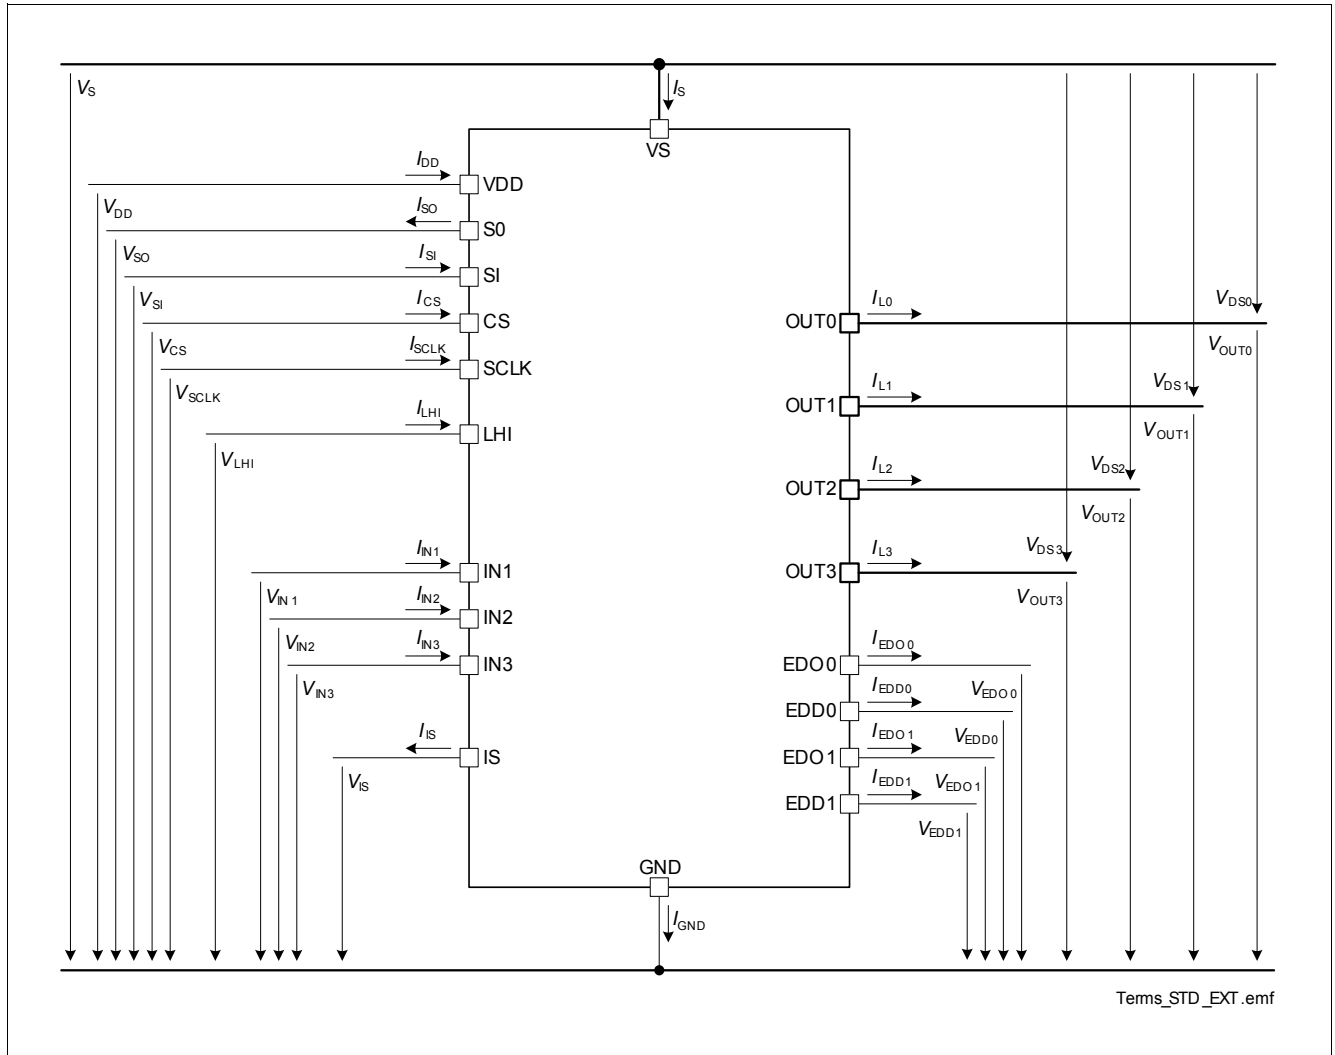 VS
IS
VS
IDD
VDD
VDD
ISO
S0
VSO
ISI
SI
VSI
ICS
CS
VCS
ISCLK
SCLK
VSCLK
ILHI
LHI
VLHI
IIN1
IN1
VIN1
IIN2
IN2
VIN2
IIN3
IN3
VIN3
IIS
IS
VIS
OUT0
IL0
VDS0
VOUT0
OUT1
IL1
VDS1
VOUT1
OUT2
IL2
VDS2
VOUT2
OUT3
IL3
VDS3
VOUT3
EDO0
IEDO0
VEDO0
EDD0
IEDD0
VEDD0
EDO1
IEDO1
VEDO1
EDD1
IEDD1
VEDD1
GND
IGND
Terms_STD_EXT.emf